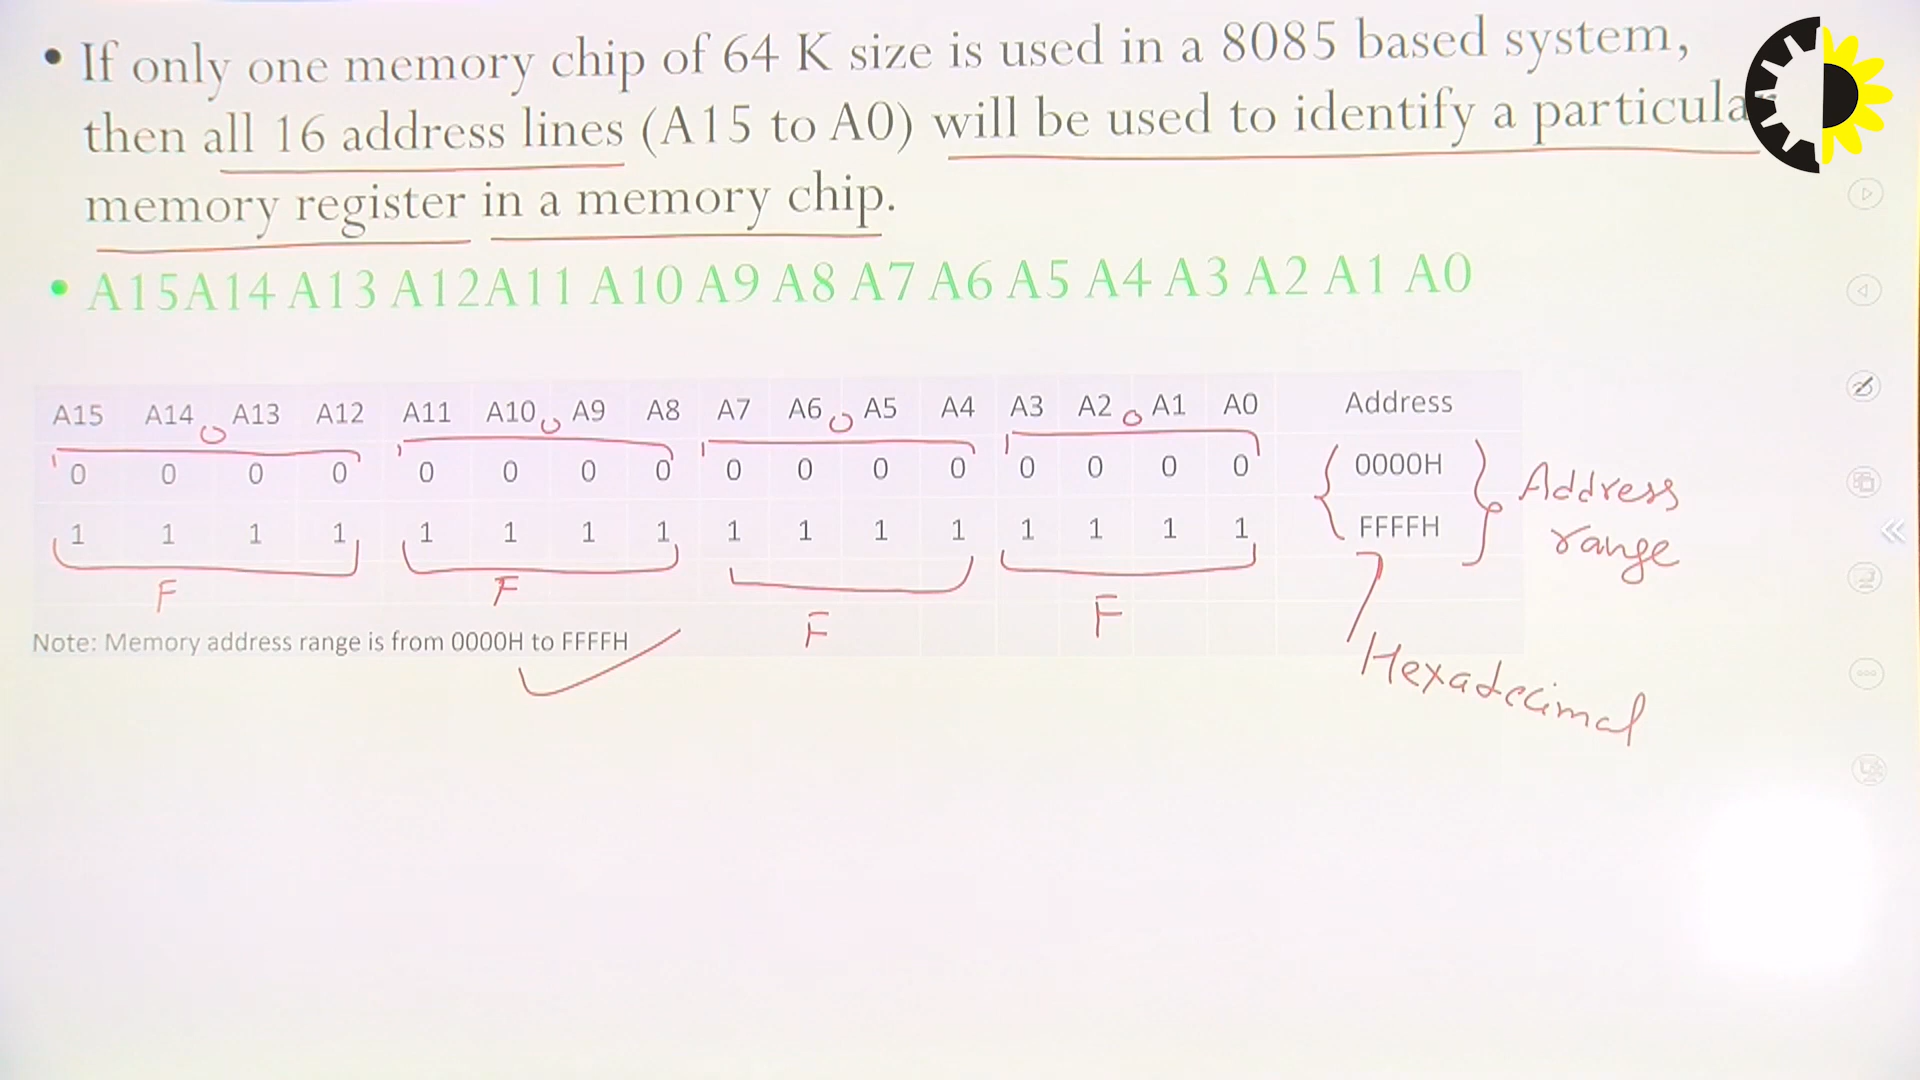 • If only one memory chip of 64 K size is used in a 8085 based system,
then all 16 address lines (A15 to A0) will be used to identify a particula
memory register in a memory chip.
• A15A14 A13 A12A11 A10 A9 A8 A7 A6 A5 A4 A3 A2 A1 A0
A15 A14 A13 A12 A11 A10 A9 A8 A7 A6 A5 A4 A3 A2 A1 A0 Address
0 0 0 0
0 0 0 0 0 0 0 0 0 0 0 0 0 0 0 0 0000H
Address
1 1 1 1 1 1 1 1 1 1 1 1 1 1 1 1 FFFFH
range
F F F F
Note: Memory address range is from 0000H to FFFFH
Hexadecimal